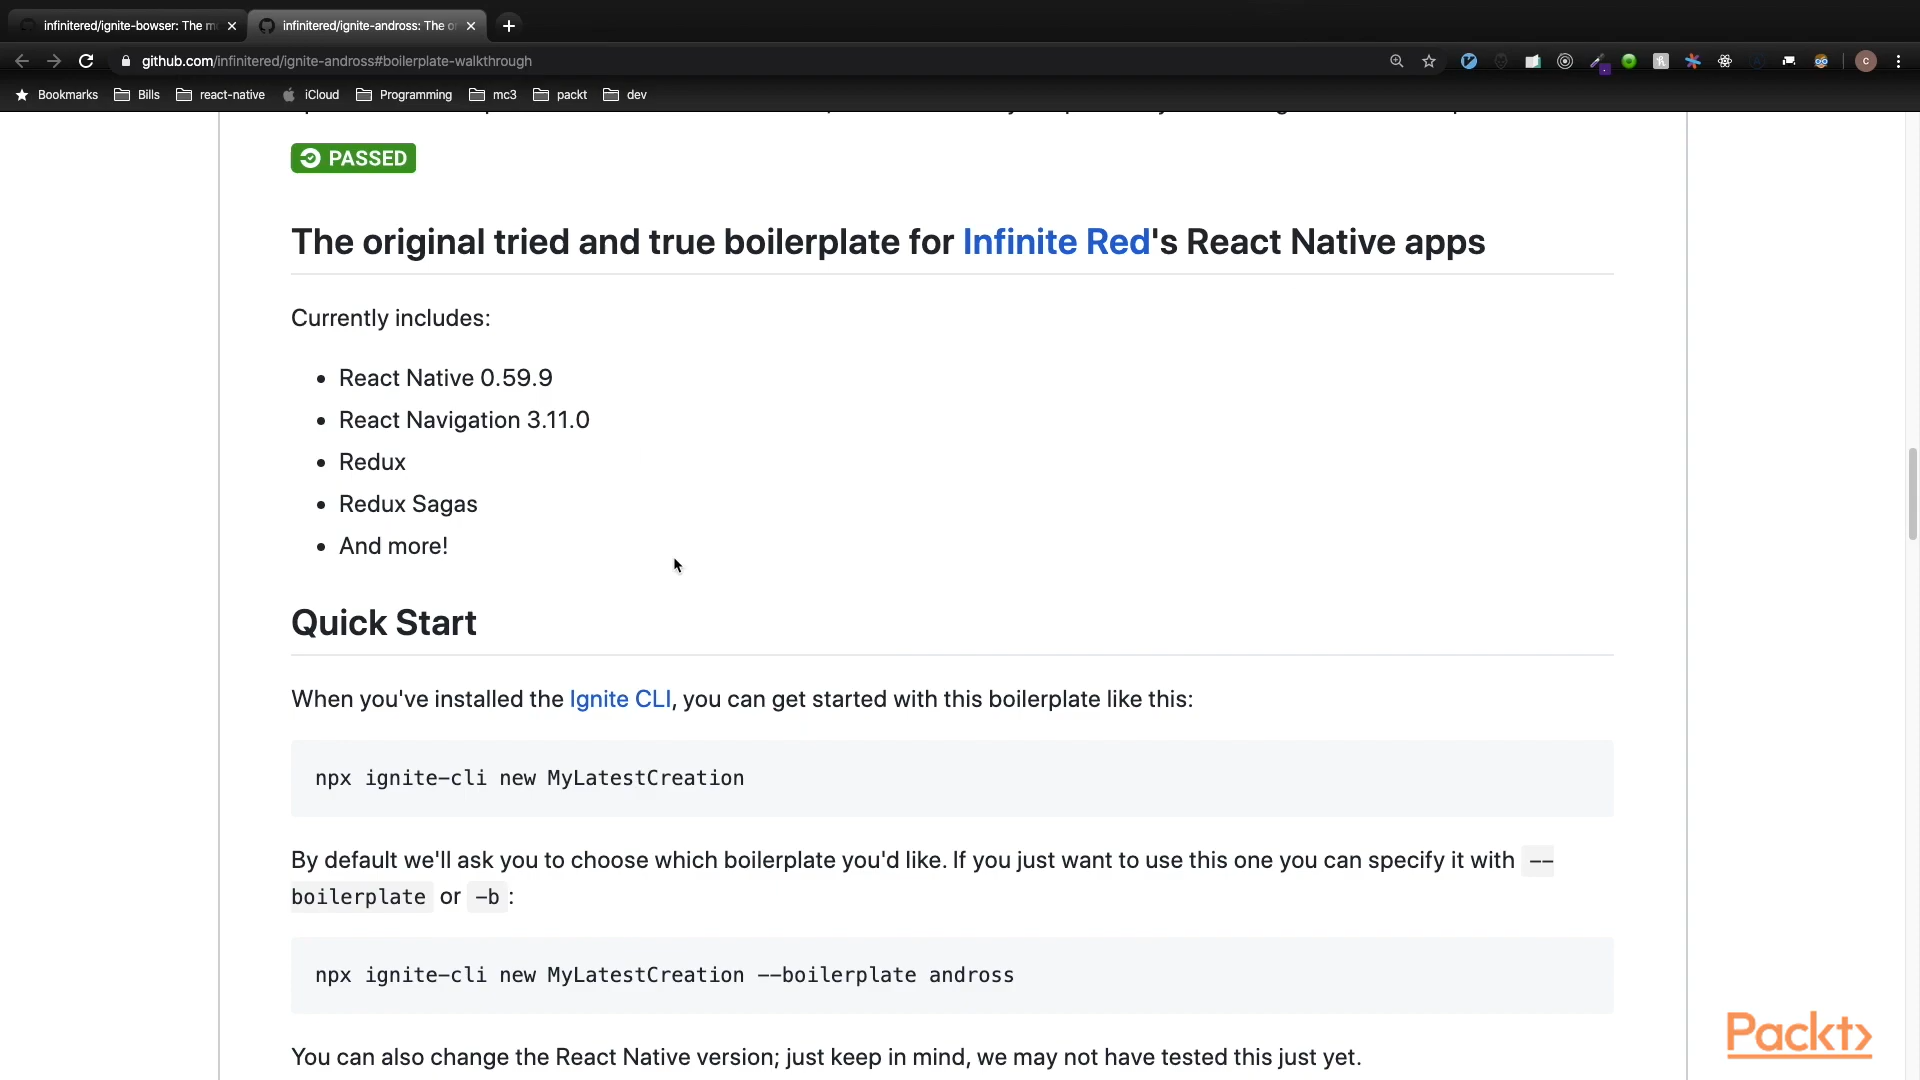 infinitered/ignite-bowser: The m
infinitered/ignite-andross: The o
github.com/infinitered/ignite-andross#boilerplate-walkthrough
Bookmarks
Bills
react-native
iCloud
Programming
mc3
packt
dev
PASSED
The original tried and true boilerplate for Infinite Red's React Native apps
Currently includes:
• React Native 0.59.9
• React Navigation 3.11.0
• Redux
• Redux Sagas
• And more!
Quick Start
When you've installed the Ignite CLI, you can get started with this boilerplate like this:
npx ignite-cli new MyLatestCreation
By default we'll ask you to choose which boilerplate you'd like. If you just want to use this one you can specify it with --
boilerplate or -b :
npx ignite-cli new MyLatestCreation --boilerplate andross
You can also change the React Native version; just keep in mind, we may not have tested this just yet.
Packt>